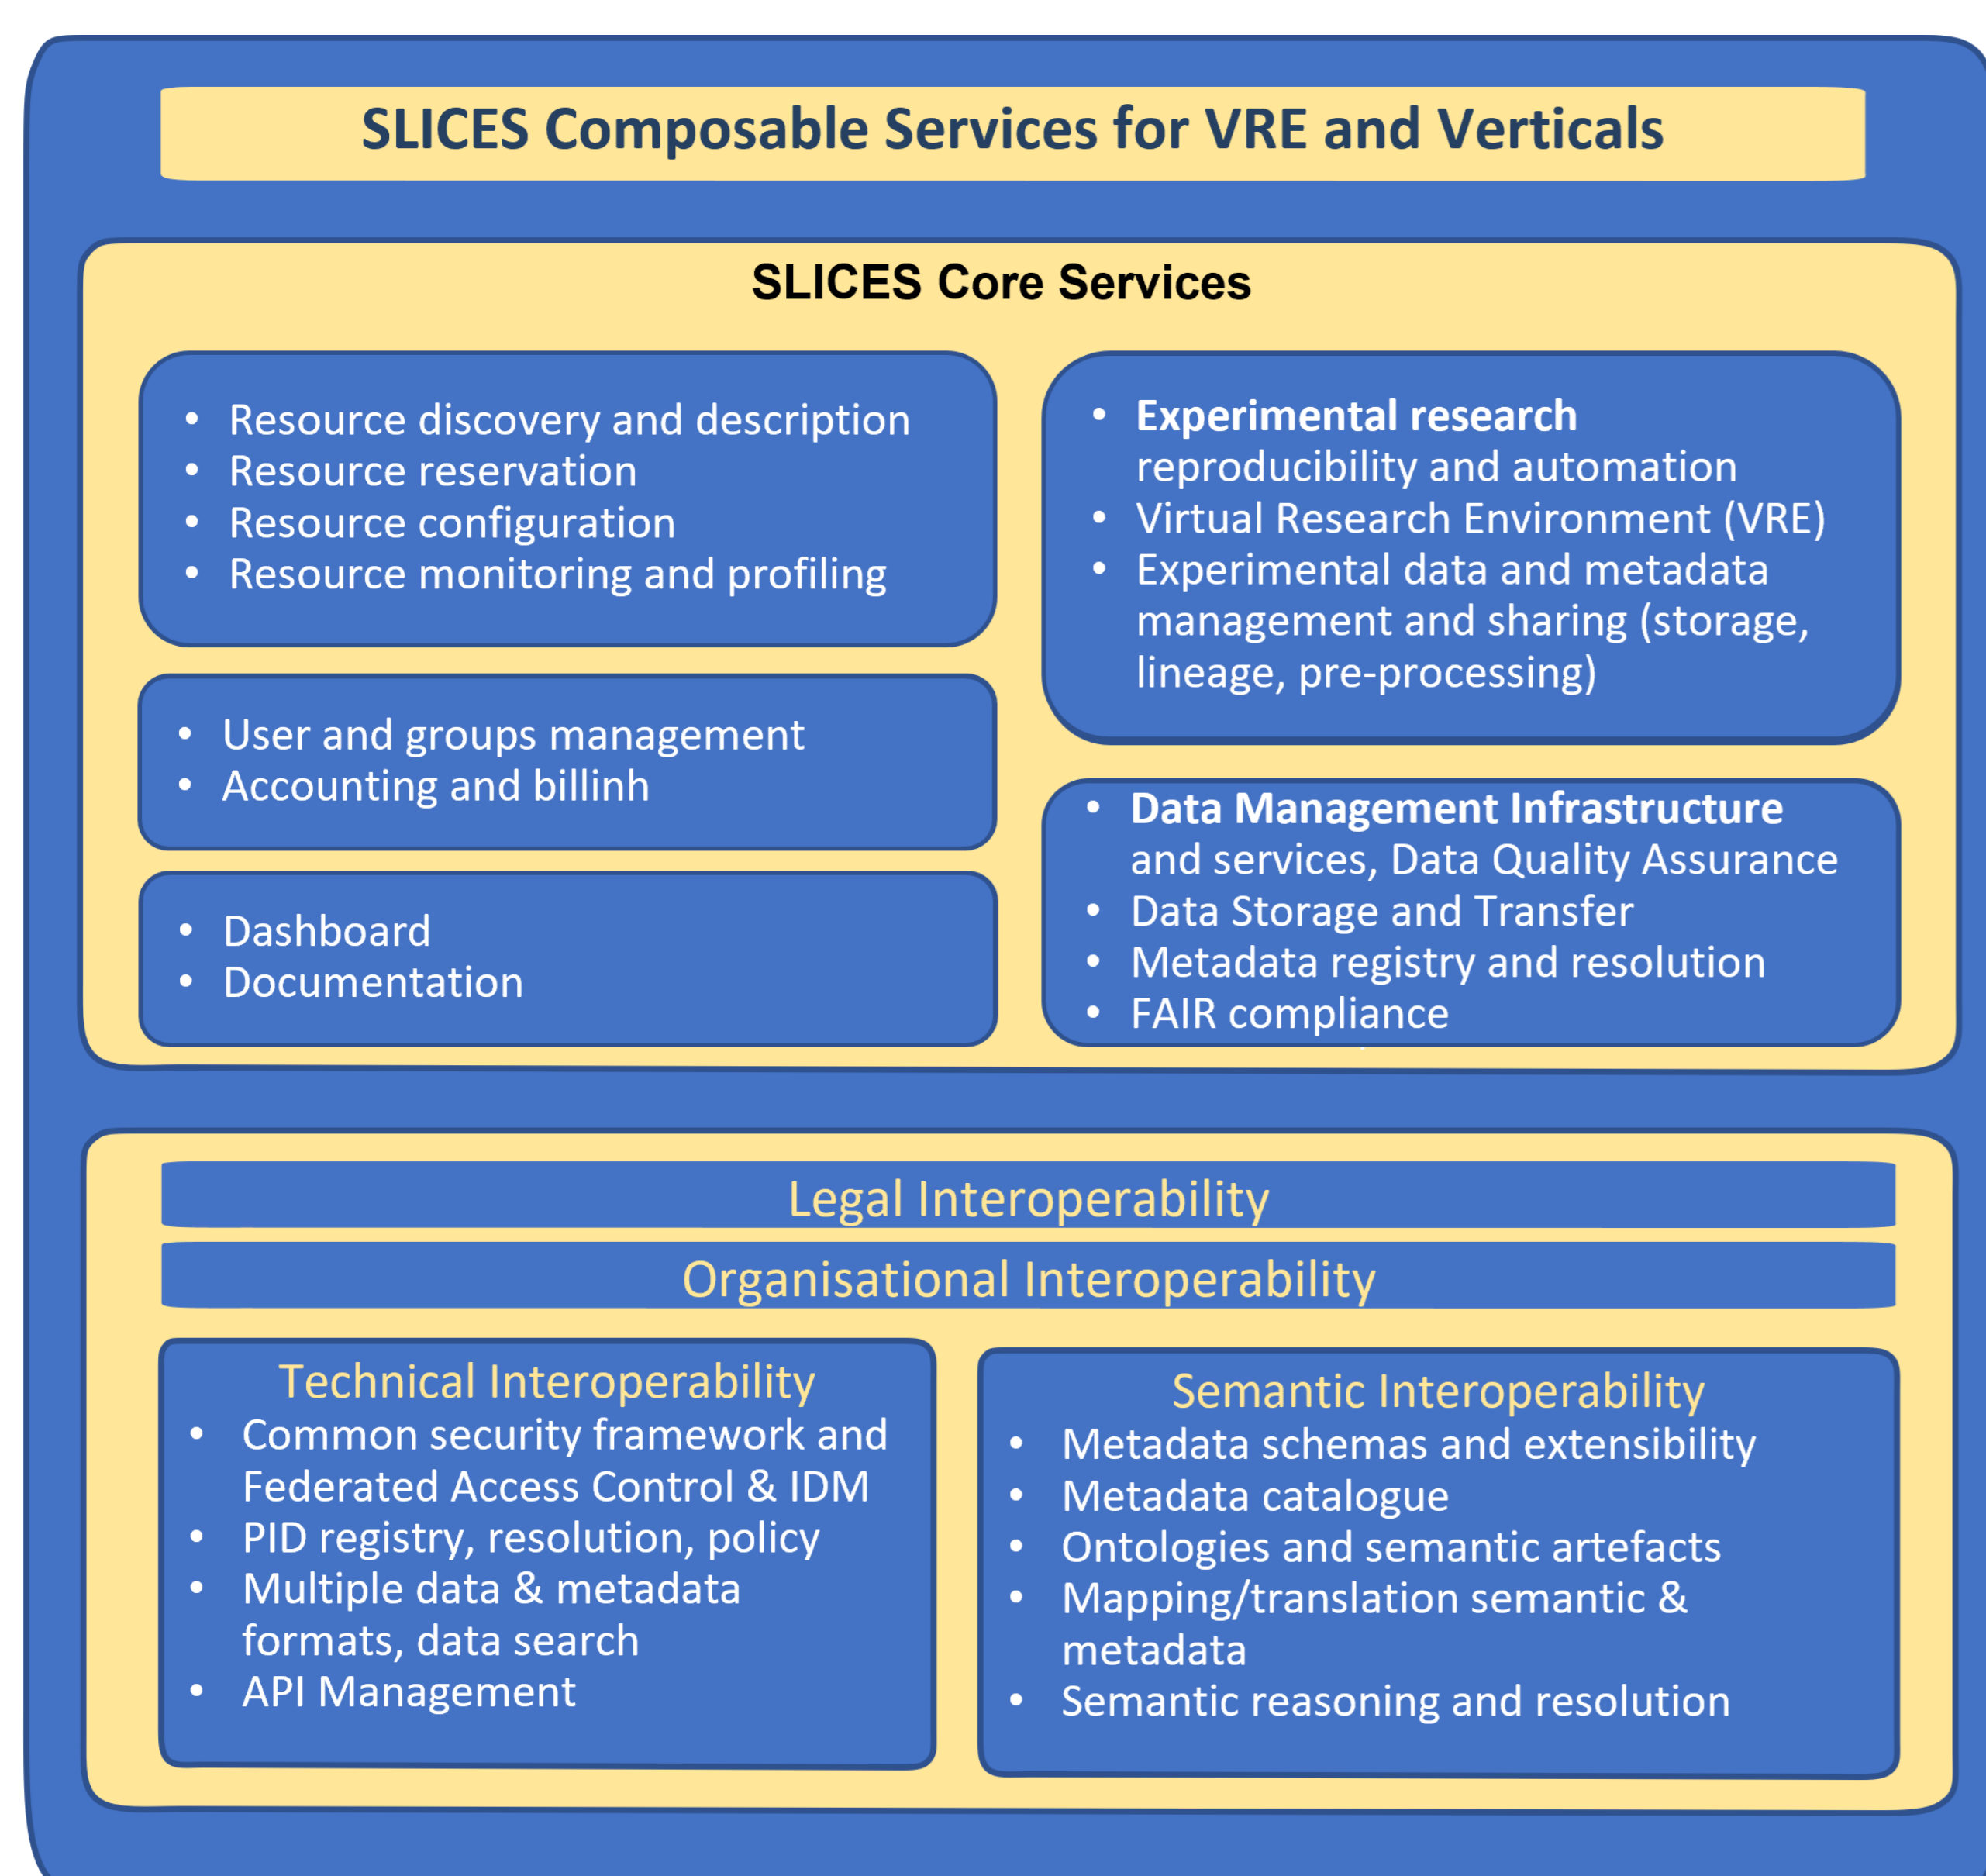 SLICES Composable Services for VRE and Verticals
SLICES Core Services
• Resource discovery and description
• Resource reservation
• Resource configuration
• Resource monitoring and profiling
• User and groups management
• Accounting and billinh
• Dashboard
• Documentation
• Experimental research
reproducibility and automation
• Virtual Research Environment (VRE)
• Experimental data and metadata
management and sharing (storage,
lineage, pre-processing)
• Data Management Infrastructure
and services, Data Quality Assurance
• Data Storage and Transfer
• Metadata registry and resolution
• FAIR compliance
Legal Interoperability
Organisational Interoperability
Technical Interoperability
• Common security framework and
Federated Access Control & IDM
• PID registry, resolution, policy
• Multiple data & metadata
formats, data search
• API Management
Semantic Interoperability
• Metadata schemas and extensibility
• Metadata catalogue
• Ontologies and semantic artefacts
• Mapping/translation semantic &
metadata
• Semantic reasoning and resolution